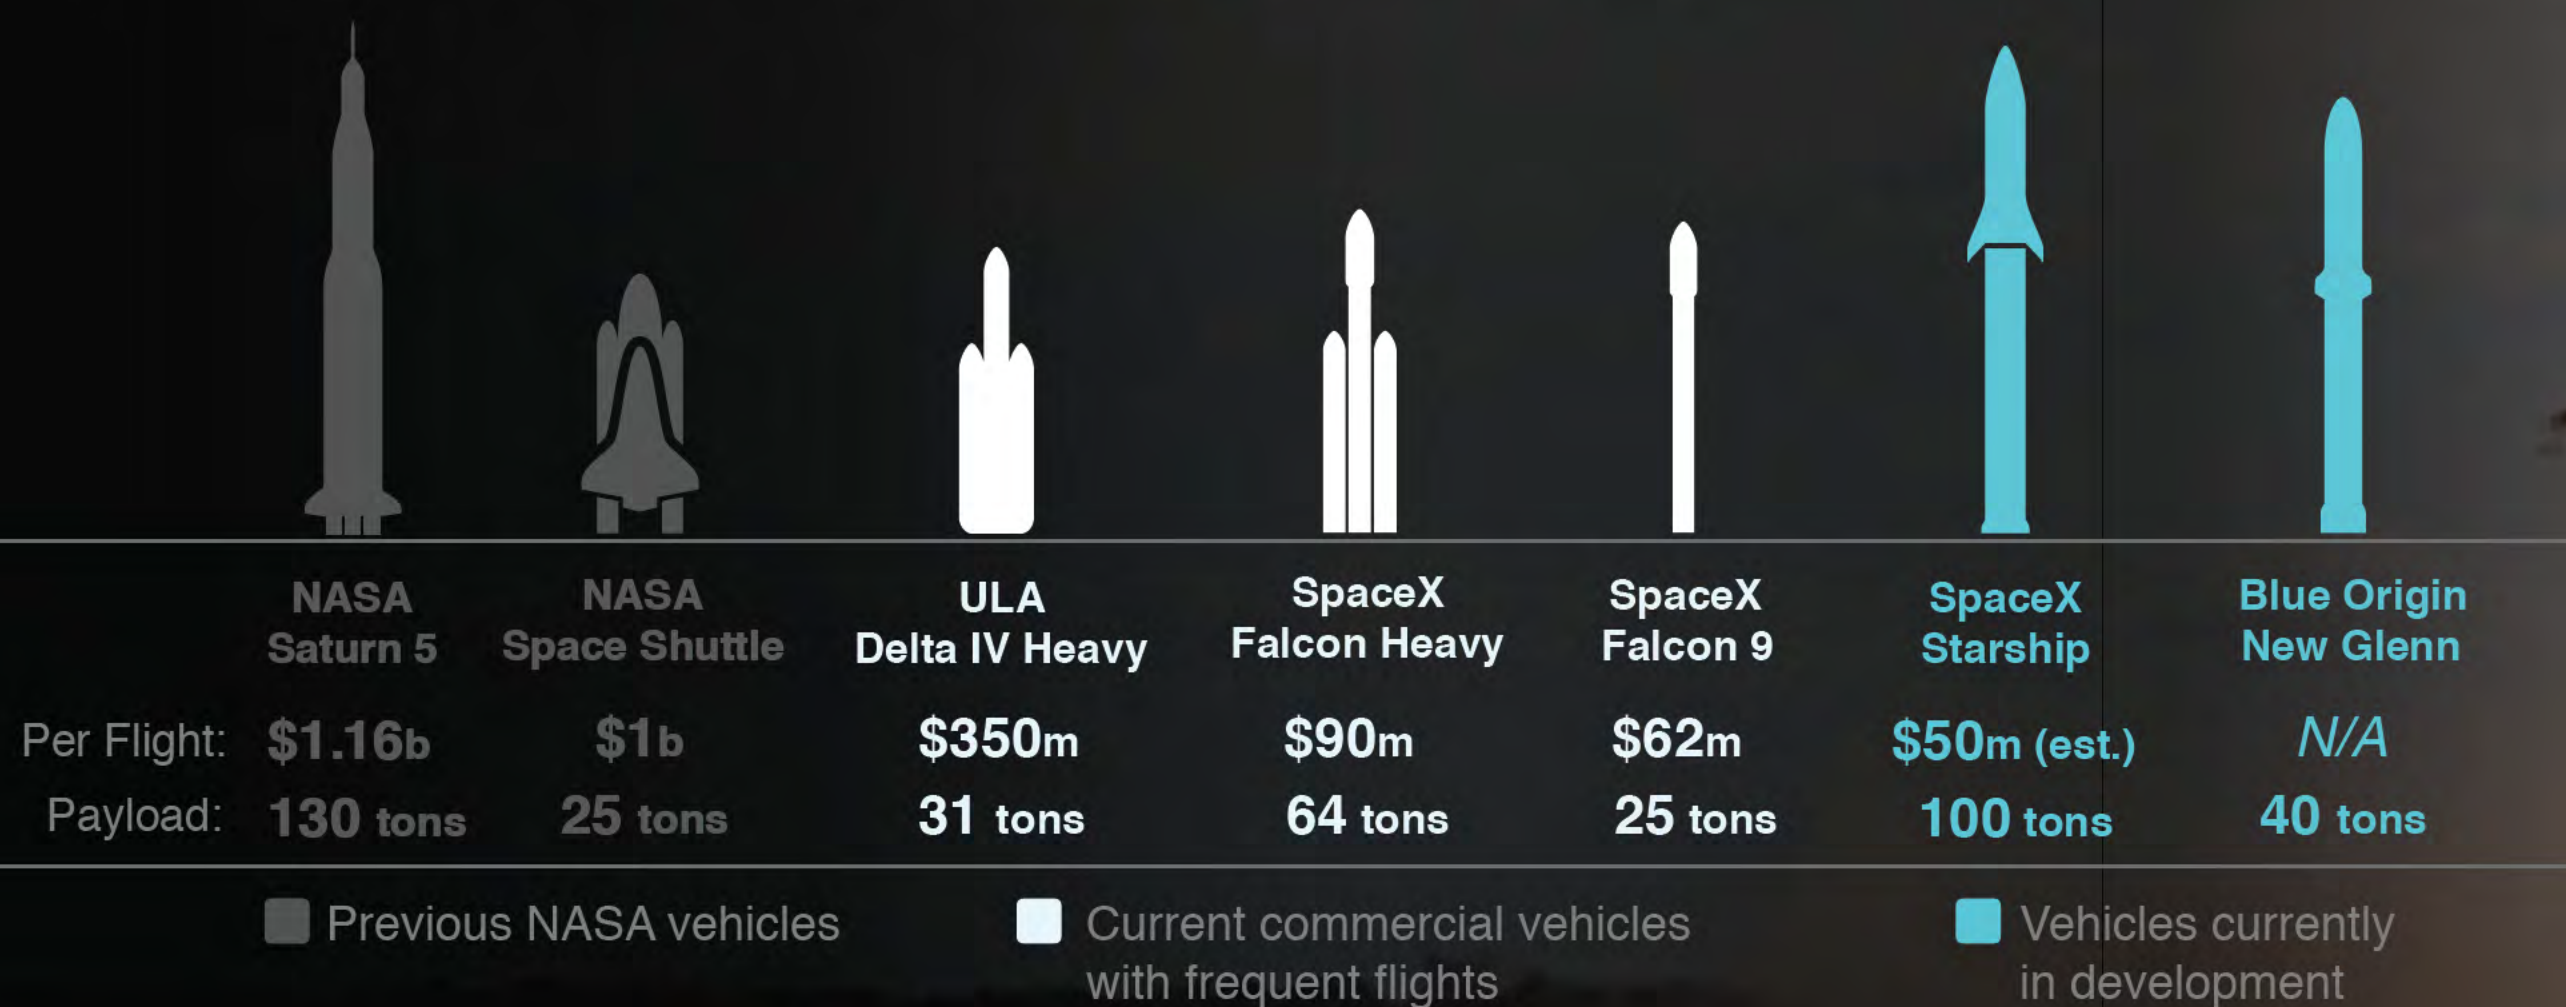 NASA
Saturn 5
NASA
Space Shuttle
ULA
Delta IV Heavy
SpaceX
Falcon Heavy
SpaceX
Falcon 9
SpaceX
Starship
Blue Origin
New Glenn
Per Flight: $1.16b $1b $350m $90m $62m $50m (est.) N/A
Payload: 130 tons 25 tons 31 tons 64 tons 25 tons 100 tons 40 tons
Previous NASA vehicles
Current commercial vehicles
with frequent flights
Vehicles currently
in development